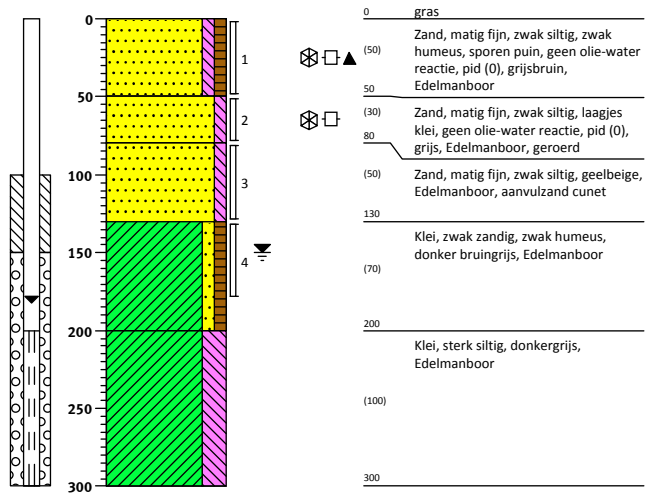 0
50
100
150
200
250
300
1
2
3
4
0
gras
(50)
Zand, matig fijn, zwak siltig, zwak
humeus, sporen puin, geen olie-water
reactie, pid (0), grijsbruin,
Edelmanboor
50
(30)
Zand, matig fijn, zwak siltig, laagjes
klei, geen olie-water reactie, pid (0),
grijs, Edelmanboor, geroerd
80
(50)
Zand, matig fijn, zwak siltig, geelbeige,
Edelmanboor, aanvulzand cunet
130
Klei, zwak zandig, zwak humeus,
donker bruingrijs, Edelmanboor
(70)
200
Klei, sterk siltig, donkergrijs,
Edelmanboor
(100)
300